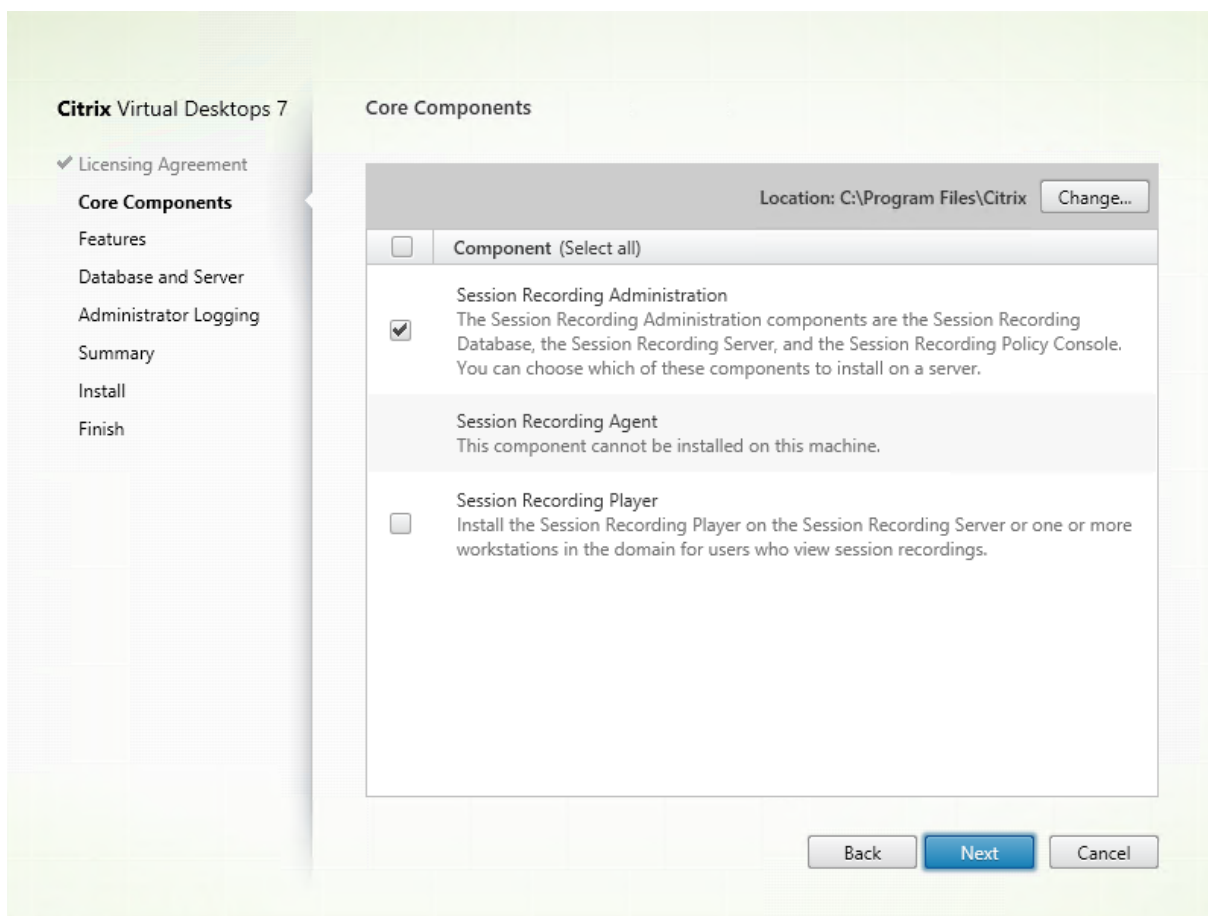 Citrix Virtual Desktops 7
Licensing Agreement
Core Components
Features
Database and Server
Administrator Logging
Summary
Install
Finish
Core Components
Location: C:\Program Files\Citrix
Change...
Component (Select all)
Session Recording Administration
The Session Recording Administration components are the Session Recording
Database, the Session Recording Server, and the Session Recording Policy Console.
You can choose which of these components to install on a server.
Session Recording Agent
This component cannot be installed on this machine.
Session Recording Player
Install the Session Recording Player on the Session Recording Server or one or more
workstations in the domain for users who view session recordings.
Back
Next
Cancel